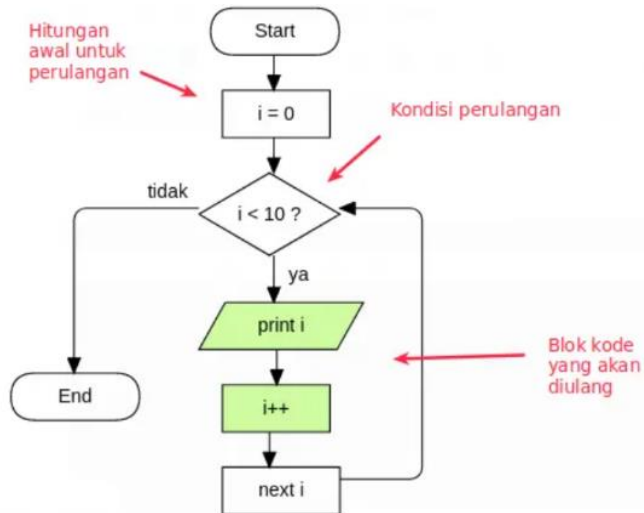 Start
Hitungan
awal untuk
perulangan
i = 0
Kondisi perulangan
tidak
i < 10 ?
ya
print i
Blok kode
yang akan
diulang
End
i++
next i